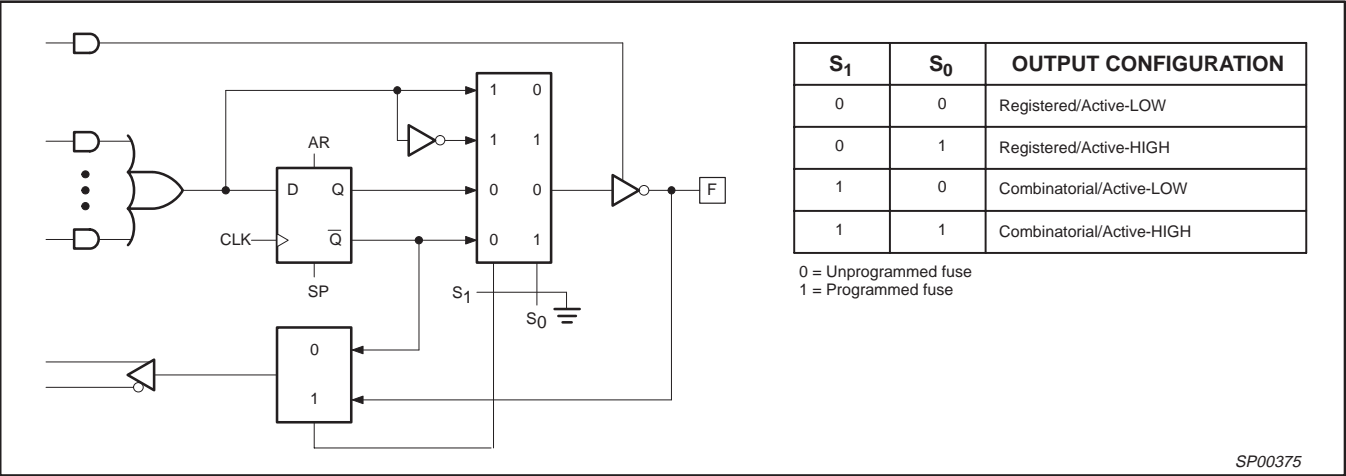 AR
D Q
CLK Q̅
SP
1 0
1 1
0 0
0 1
F
S1
S0
0
1
S1 S0 OUTPUT CONFIGURATION
0 0 Registered/Active-LOW
0 1 Registered/Active-HIGH
1 0 Combinatorial/Active-LOW
1 1 Combinatorial/Active-HIGH
0 = Unprogrammed fuse
1 = Programmed fuse
SP00375